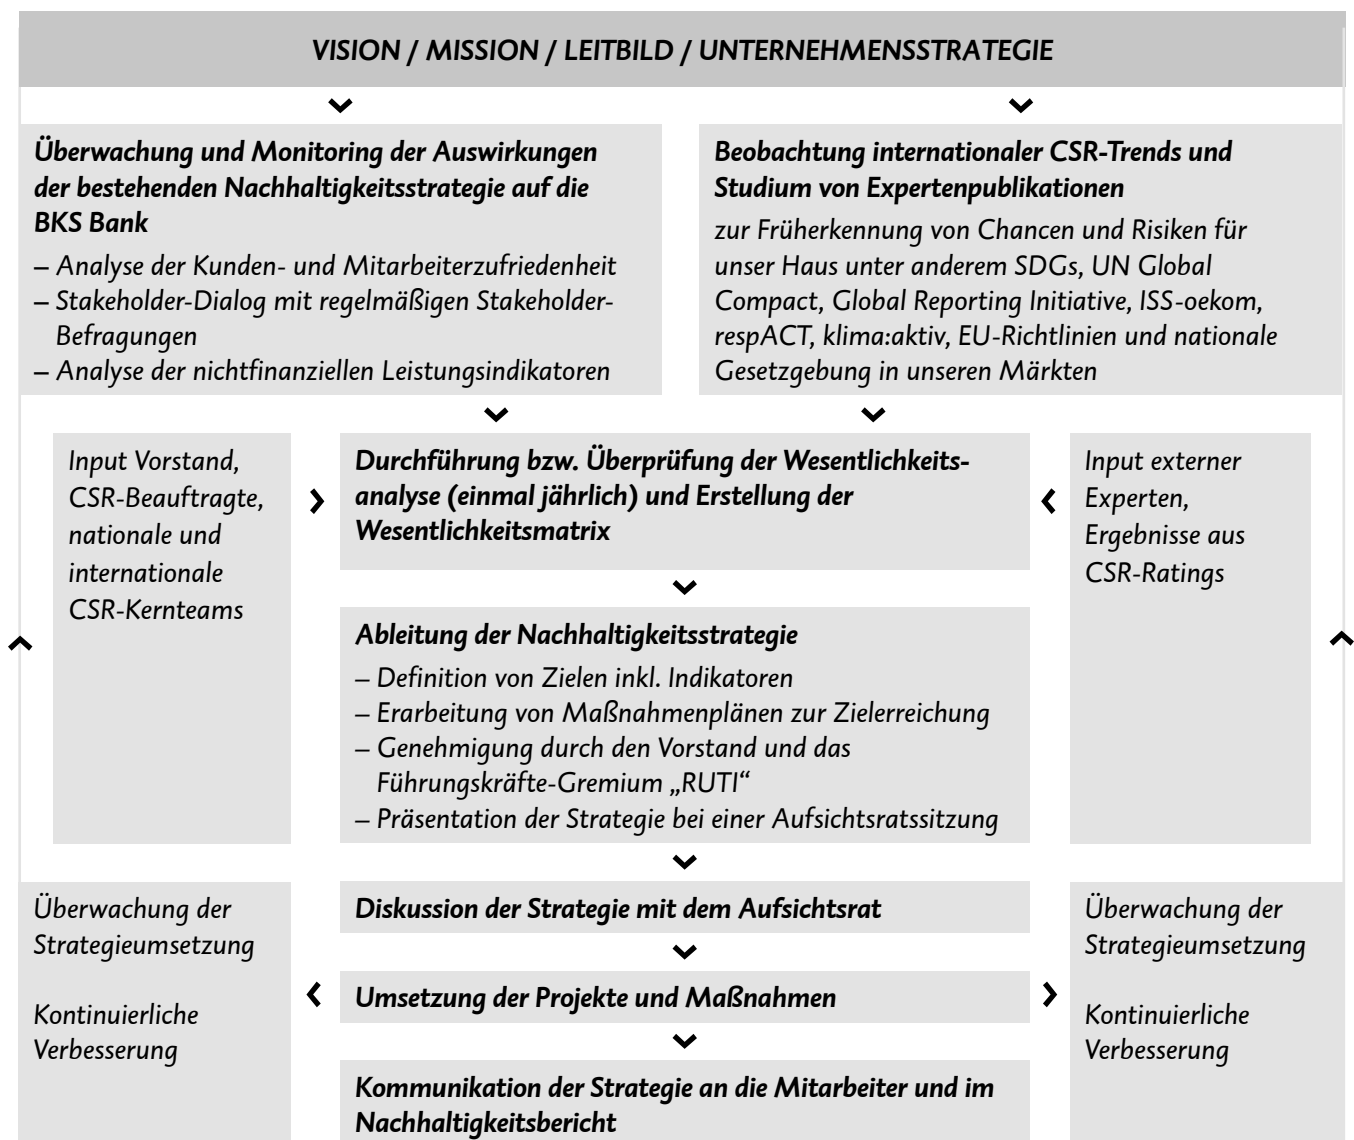 VISION / MISSION / LEITBILD / UNTERNEHMENSSTRATEGIE
Überwachung und Monitoring der Auswirkungen
der bestehenden Nachhaltigkeitsstrategie auf die
BKS Bank
– Analyse der Kunden- und Mitarbeiterzufriedenheit
– Stakeholder-Dialog mit regelmäßigen Stakeholder-
Befragungen
– Analyse der nichtfinanziellen Leistungsindikatoren
Beobachtung internationaler CSR-Trends und
Studium von Expertenpublikationen
zur Früherkennung von Chancen und Risiken für
unser Haus unter anderem SDGs, UN Global
Compact, Global Reporting Initiative, ISS-oekom,
respACT, klima:aktiv, EU-Richtlinien und nationale
Gesetzgebung in unseren Märkten
Input Vorstand,
CSR-Beauftragte,
nationale und
internationale
CSR-Kernteams
Durchführung bzw. Überprüfung der Wesentlichkeits-
analyse (einmal jährlich) und Erstellung der
Wesentlichkeitsmatrix
Input externer
Experten,
Ergebnisse aus
CSR-Ratings
Ableitung der Nachhaltigkeitsstrategie
– Definition von Zielen inkl. Indikatoren
– Erarbeitung von Maßnahmenplänen zur Zielerreichung
– Genehmigung durch den Vorstand und das
Führungskräfte-Gremium „RUTI“
– Präsentation der Strategie bei einer Aufsichtsratssitzung
Überwachung der
Strategieumsetzung
Kontinuierliche
Verbesserung
Diskussion der Strategie mit dem Aufsichtsrat
Umsetzung der Projekte und Maßnahmen
Kommunikation der Strategie an die Mitarbeiter und im
Nachhaltigkeitsbericht
Überwachung der
Strategieumsetzung
Kontinuierliche
Verbesserung